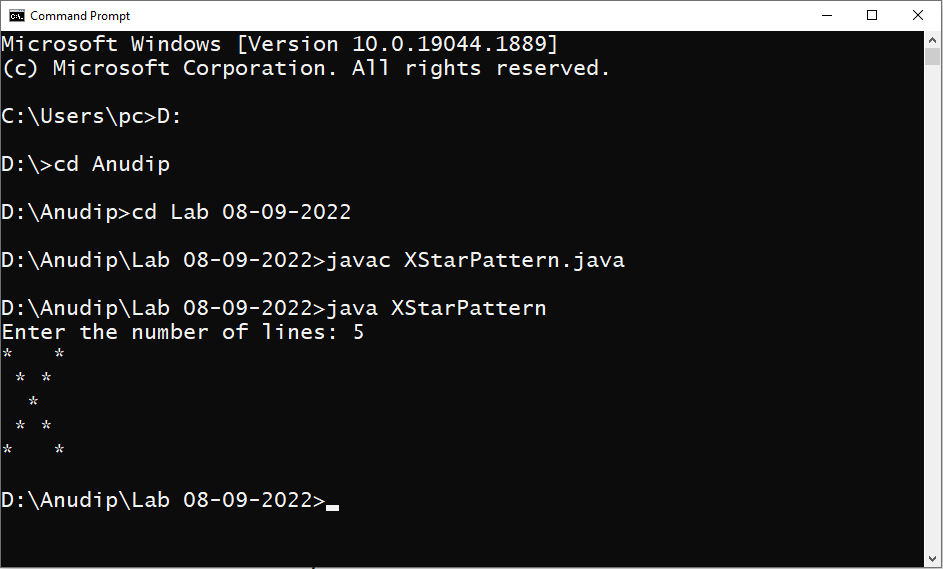 Command Prompt
Microsoft Windows [Version 10.0.19044.1889]
(c) Microsoft Corporation. All rights reserved.

C:\Users\pc>D:

D:\>cd Anudip

D:\Anudip>cd Lab 08-09-2022

D:\Anudip\Lab 08-09-2022>javac XStarPattern.java

D:\Anudip\Lab 08-09-2022>java XStarPattern
Enter the number of lines: 5
*   *
 * *
  *
 * *
*   *

D:\Anudip\Lab 08-09-2022>